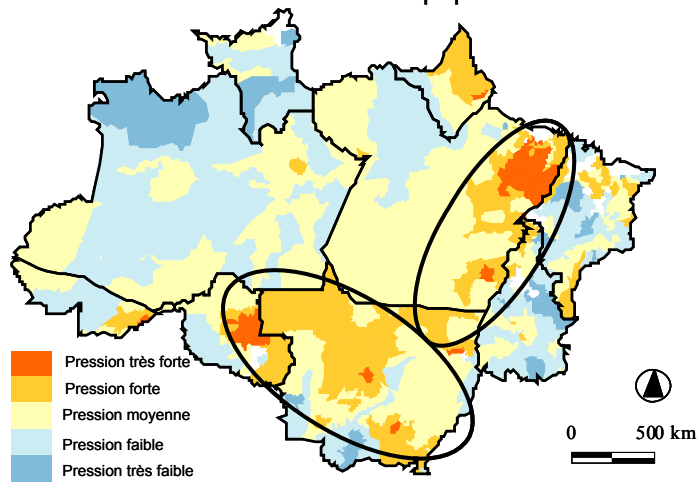 Pression très forte
Pression forte
Pression moyenne
Pression faible
Pression très faible
0 500 km